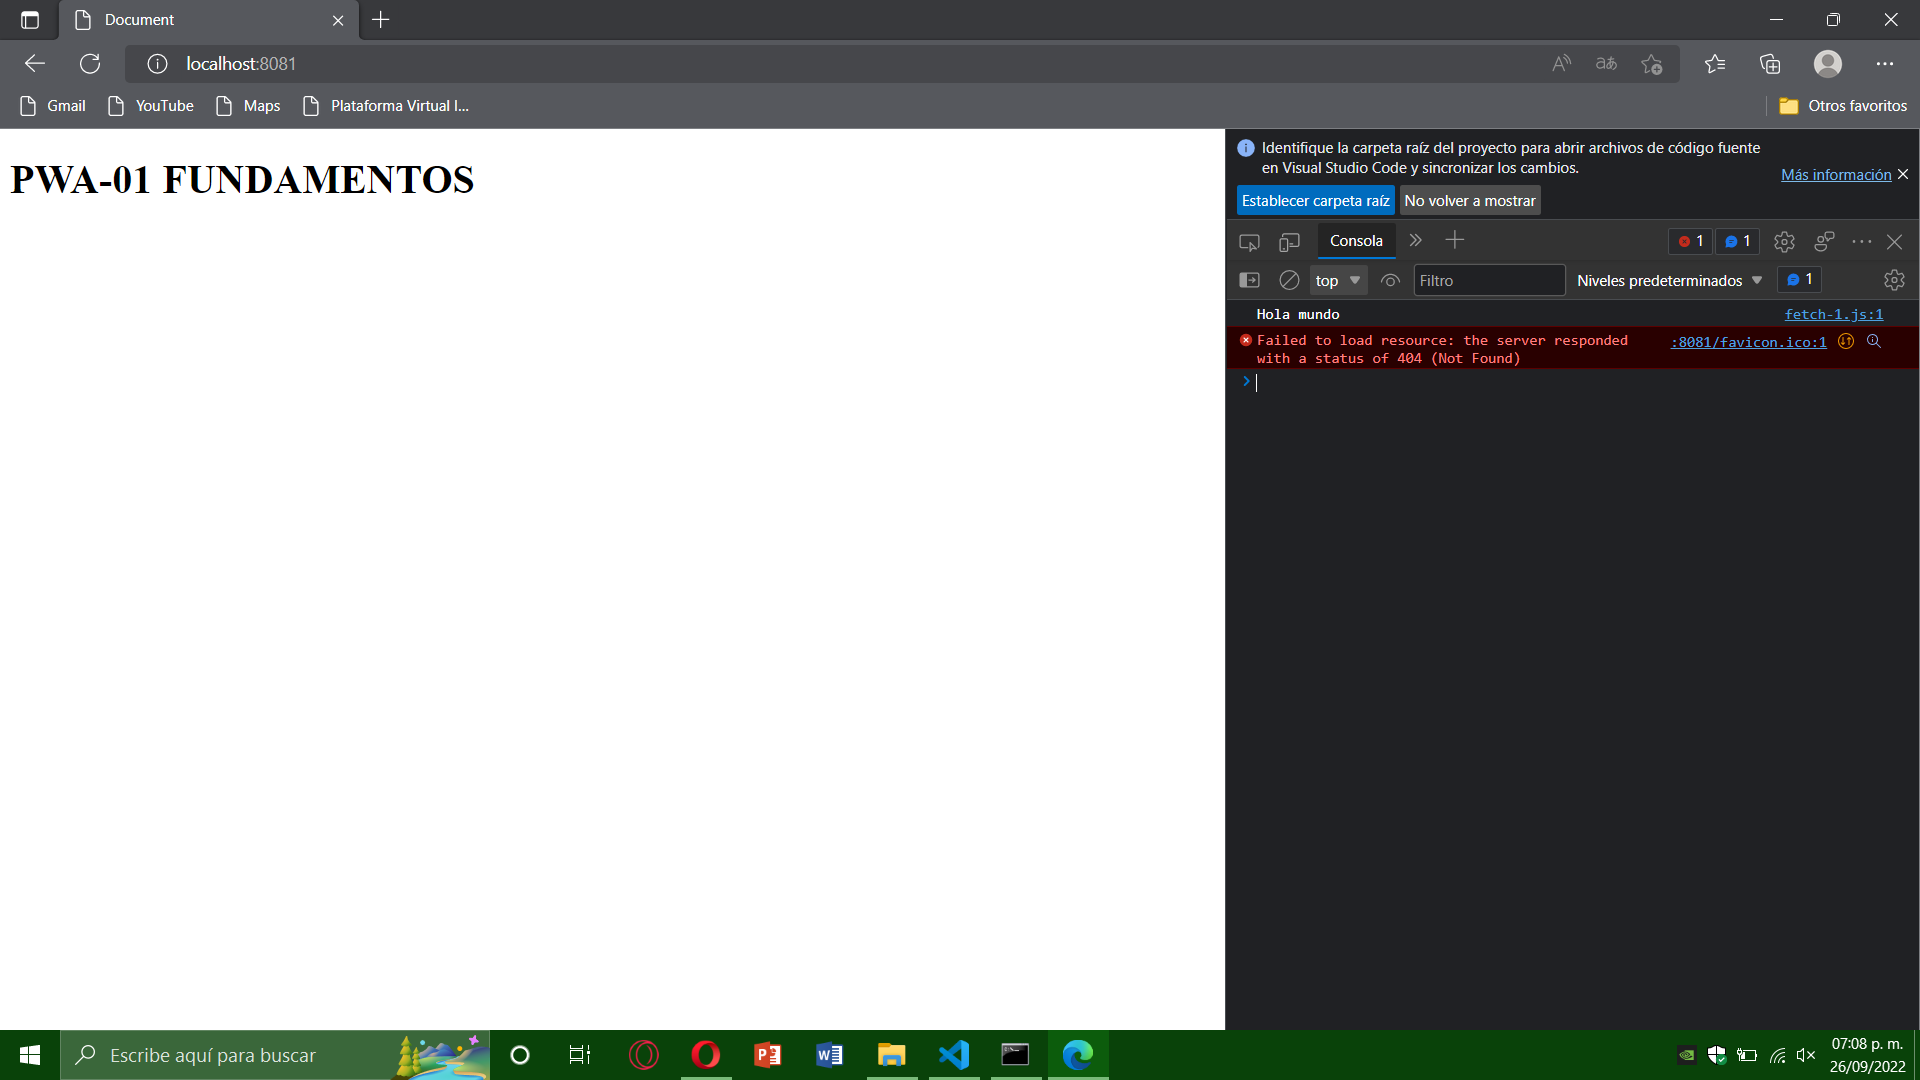 Document
localhost:8081
Gmail
YouTube
Maps
Plataforma Virtual I...
Otros favoritos
PWA-01 FUNDAMENTOS
Identifique la carpeta raíz del proyecto para abrir archivos de código fuente
en Visual Studio Code y sincronizar los cambios.
Más información
Establecer carpeta raíz
No volver a mostrar
Consola
1
1
top
Filtro
Niveles predeterminados
1
Hola mundo
fetch-1.js:1
Failed to load resource: the server responded
with a status of 404 (Not Found)
:8081/favicon.ico:1
Escribe aquí para buscar
07:08 p. m.
26/09/2022